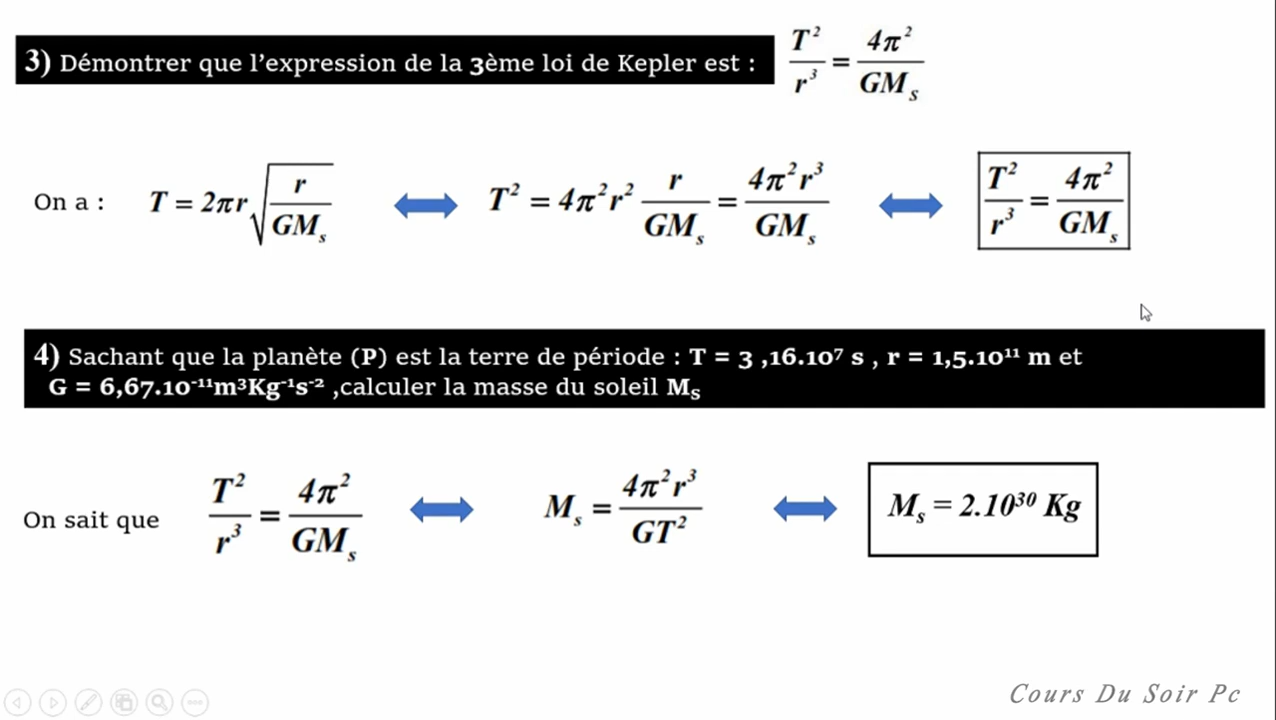 3) Démontrer que l'expression de la 3ème loi de Kepler est : T²/r³ = 4π²/GMₛ
On a : T = 2πr√(r/GMₛ) ⟺ T² = 4π²r² r/GMₛ = 4π²r³/GMₛ ⟺ T²/r³ = 4π²/GMₛ
4) Sachant que la planète (P) est la terre de période : T = 3 ,16.10⁷ s , r = 1,5.10¹¹ m et
G = 6,67.10⁻¹¹m³Kg⁻¹s⁻² ,calculer la masse du soleil Mₛ
On sait que T²/r³ = 4π²/GMₛ ⟺ Mₛ = 4π²r³/GT² ⟺ Mₛ = 2.10³⁰ Kg
Cours Du Soir Pc